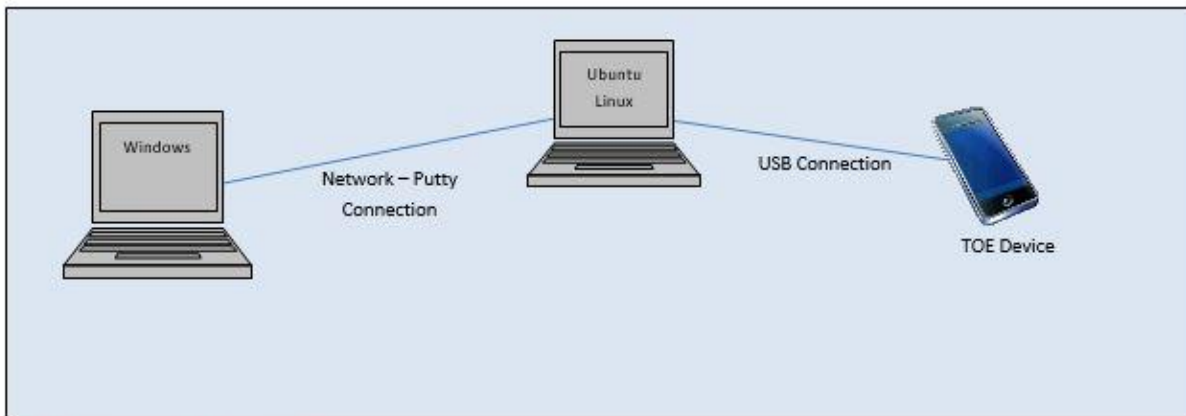 Windows
Network – Putty
Connection
Ubuntu
Linux
USB Connection
TOE Device